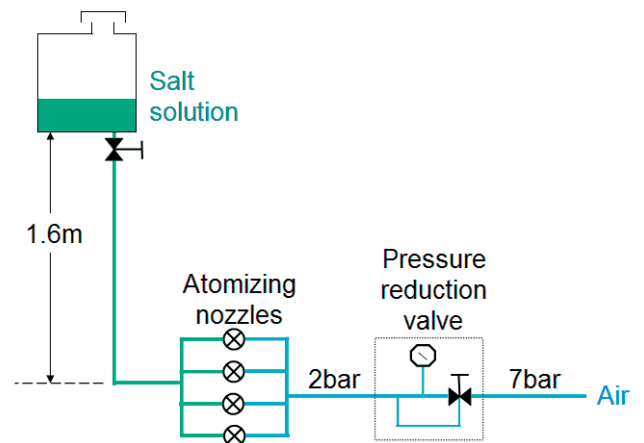 Salt
solution
1.6m
Atomizing
nozzles
Pressure
reduction
valve
2bar
7bar
Air